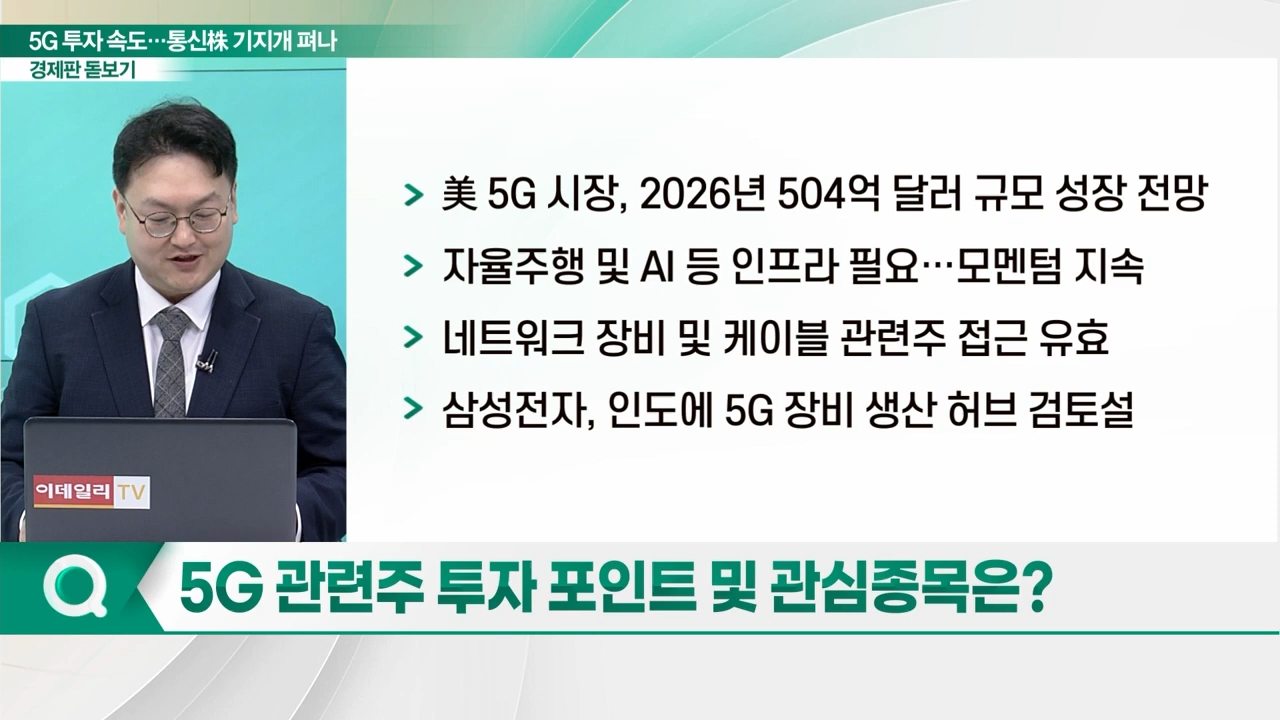 5G 투자 속도…통신株 기지개 펴나
경제판 돋보기
> 美 5G 시장, 2026년 504억 달러 규모 성장 전망
> 자율주행 및 AI 등 인프라 필요…모멘텀 지속
> 네트워크 장비 및 케이블 관련주 접근 유효
> 삼성전자, 인도에 5G 장비 생산 허브 검토설
이데일리 TV
Q 5G 관련주 투자 포인트 및 관심종목은?